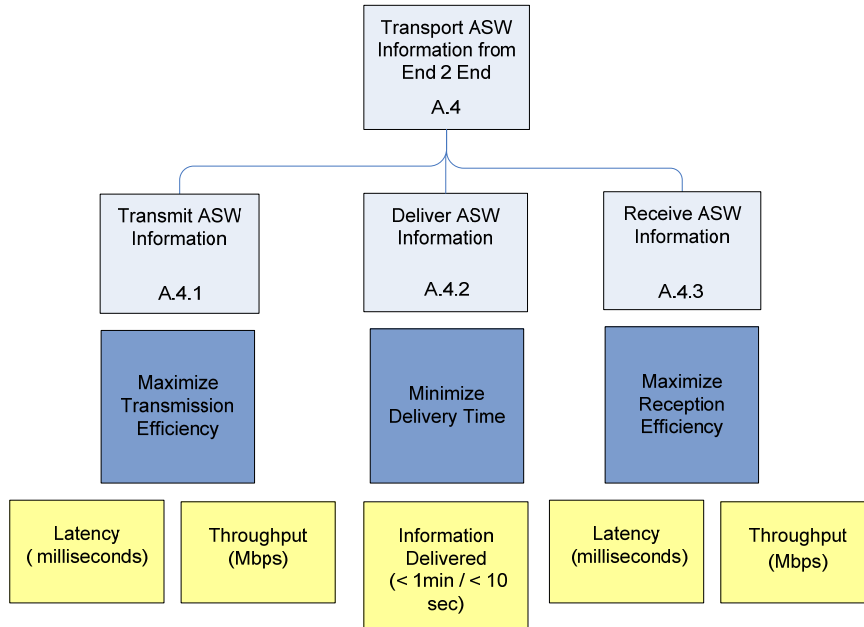 Transport ASW
Information from
End 2 End
A.4
Transmit ASW
Information
A.4.1
Deliver ASW
Information
A.4.2
Receive ASW
Information
A.4.3
Maximize
Transmission
Efficiency
Minimize
Delivery Time
Maximize
Reception
Efficiency
Latency
( milliseconds)
Throughput
(Mbps)
Information
Delivered
(< 1min / < 10
sec)
Latency
(milliseconds)
Throughput
(Mbps)